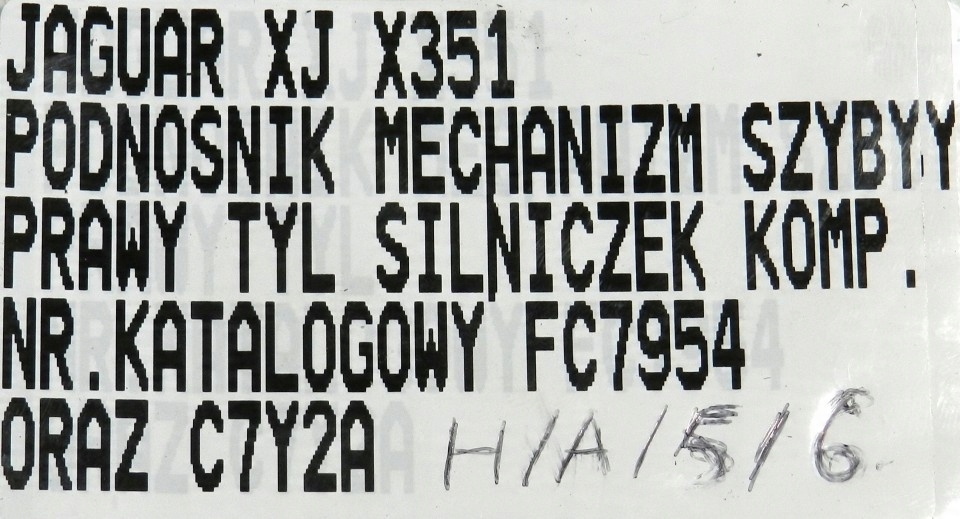 JAGUAR XJ X351
PODNOSNIK MECHANIZM SZYBYY
PRAWY TYL SILNICZEK KOMP.
NR.KATALOGOWY FC7954
ORAZ C7Y2A H/A/5/6